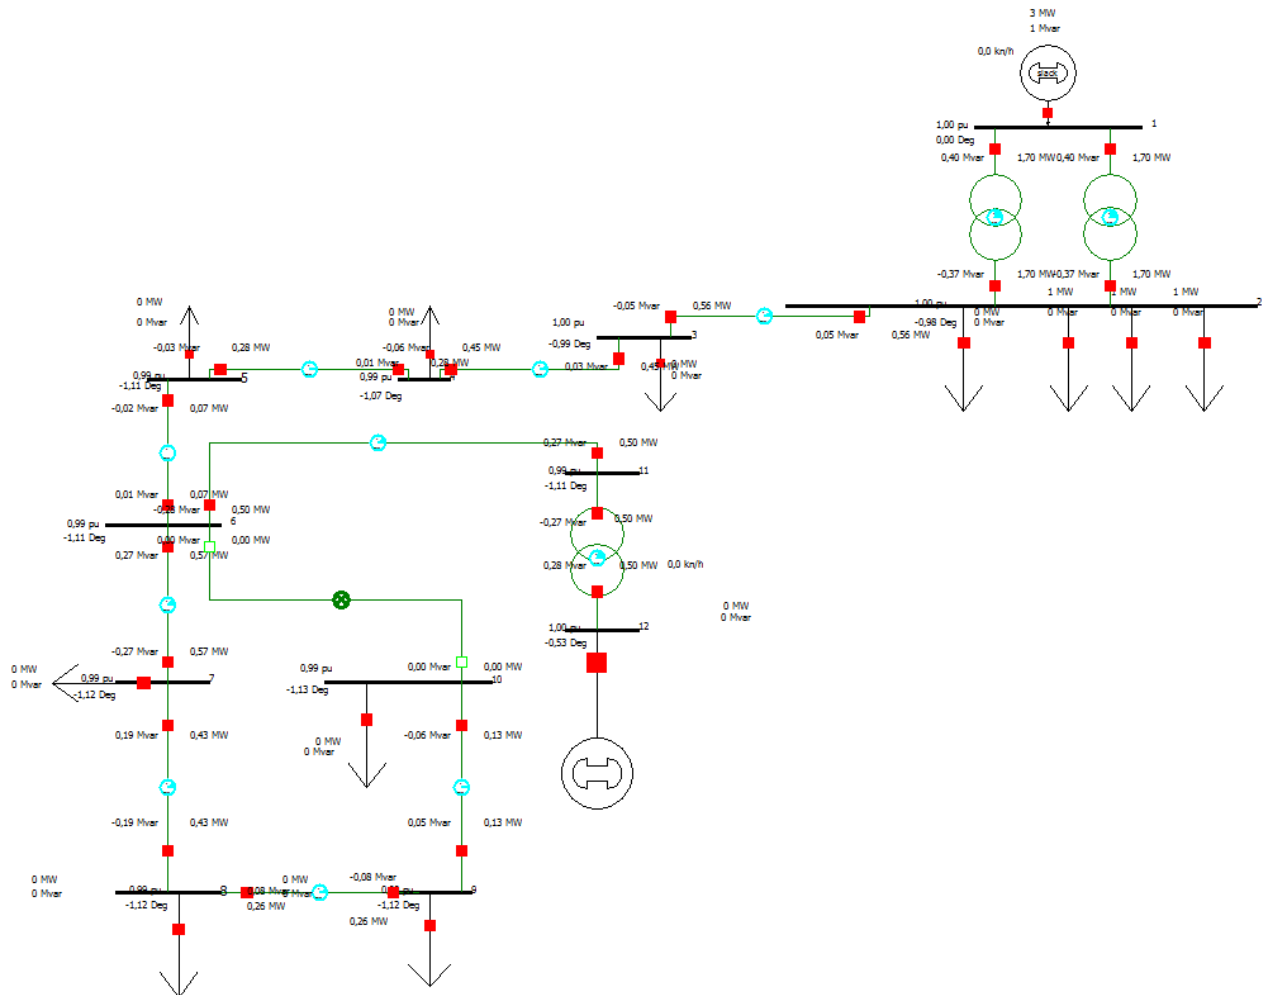 3 MW
1 Mvar
0,0 kn/h
slack
1,00 pu
1
0,00 Deg
0,40 Mvar
1,70 MW
0,40 Mvar
1,70 MW
-0,37 Mvar
1,70 MW
-0,37 Mvar
1,70 MW
1 MW
1 MW
1 MW
0 MW
0 MW
-0,05 Mvar
0,56 MW
1,00 pu
2
0 MW
0 Mvar
0 Mvar
0 Mvar
0 Mvar
0 Mvar
0 Mvar
1,00 pu
-0,98 Deg
0,05 Mvar
0,56 MW
3
-0,99 Deg
-0,03 Mvar
0,28 MW
-0,06 Mvar
0,45 MW
0,01 Mvar
0,28 MW
0,03 Mvar
0,45 MW
0 MW
0 Mvar
0,99 pu
5
0,99 pu
-1,11 Deg
-1,07 Deg
-0,02 Mvar
0,07 MW
0,27 Mvar
0,50 MW
0,99 pu
11
-1,11 Deg
0,01 Mvar
0,07 MW
-0,28 Mvar
0,50 MW
-0,27 Mvar
0,50 MW
0,99 pu
6
-1,11 Deg
0,00 Mvar
0,00 MW
0,27 Mvar
0,57 MW
0,28 Mvar
0,50 MW
0,0 kn/h
0 MW
0 Mvar
1,00 pu
12
-0,53 Deg
-0,27 Mvar
0,57 MW
0,99 pu
0,00 Mvar
0,00 MW
0 MW
0 Mvar
0,99 pu
7
-1,12 Deg
-1,13 Deg
10
0,19 Mvar
0,43 MW
-0,06 Mvar
0,13 MW
0 MW
0 Mvar
-0,19 Mvar
0,43 MW
0,05 Mvar
0,13 MW
0 MW
0 Mvar
0,99 pu
8
0,08 Mvar
0 MW
0 Mvar
-0,08 Mvar
9
-1,12 Deg
0,26 MW
-1,12 Deg
0,26 MW